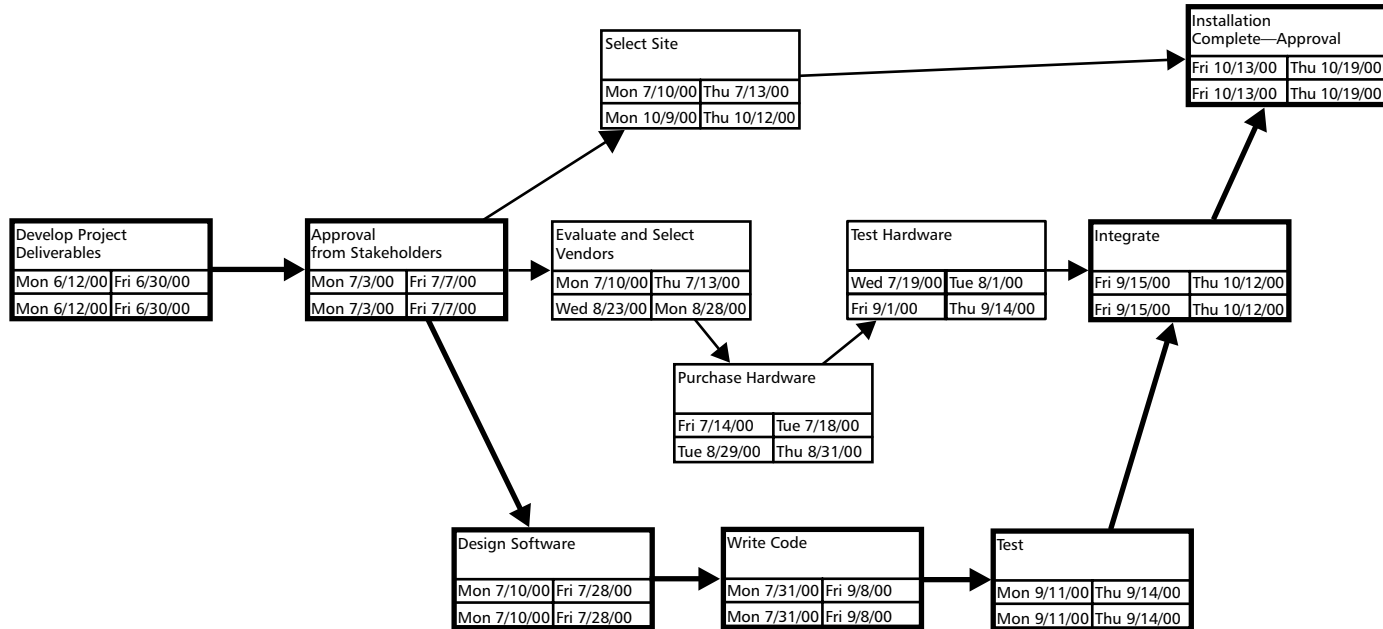 Select Site
Mon 7/10/00 Thu 7/13/00
Mon 10/9/00 Thu 10/12/00
Installation
Complete—Approval
Fri 10/13/00 Thu 10/19/00
Fri 10/13/00 Thu 10/19/00
Develop Project
Deliverables
Mon 6/12/00 Fri 6/30/00
Mon 6/12/00 Fri 6/30/00
Approval
from Stakeholders
Mon 7/3/00 Fri 7/7/00
Mon 7/3/00 Fri 7/7/00
Evaluate and Select
Vendors
Mon 7/10/00 Thu 7/13/00
Wed 8/23/00 Mon 8/28/00
Test Hardware
Wed 7/19/00 Tue 8/1/00
Fri 9/1/00 Thu 9/14/00
Integrate
Fri 9/15/00 Thu 10/12/00
Fri 9/15/00 Thu 10/12/00
Purchase Hardware
Fri 7/14/00 Tue 7/18/00
Tue 8/29/00 Thu 8/31/00
Design Software
Mon 7/10/00 Fri 7/28/00
Mon 7/10/00 Fri 7/28/00
Write Code
Mon 7/31/00 Fri 9/8/00
Mon 7/31/00 Fri 9/8/00
Test
Mon 9/11/00 Thu 9/14/00
Mon 9/11/00 Thu 9/14/00